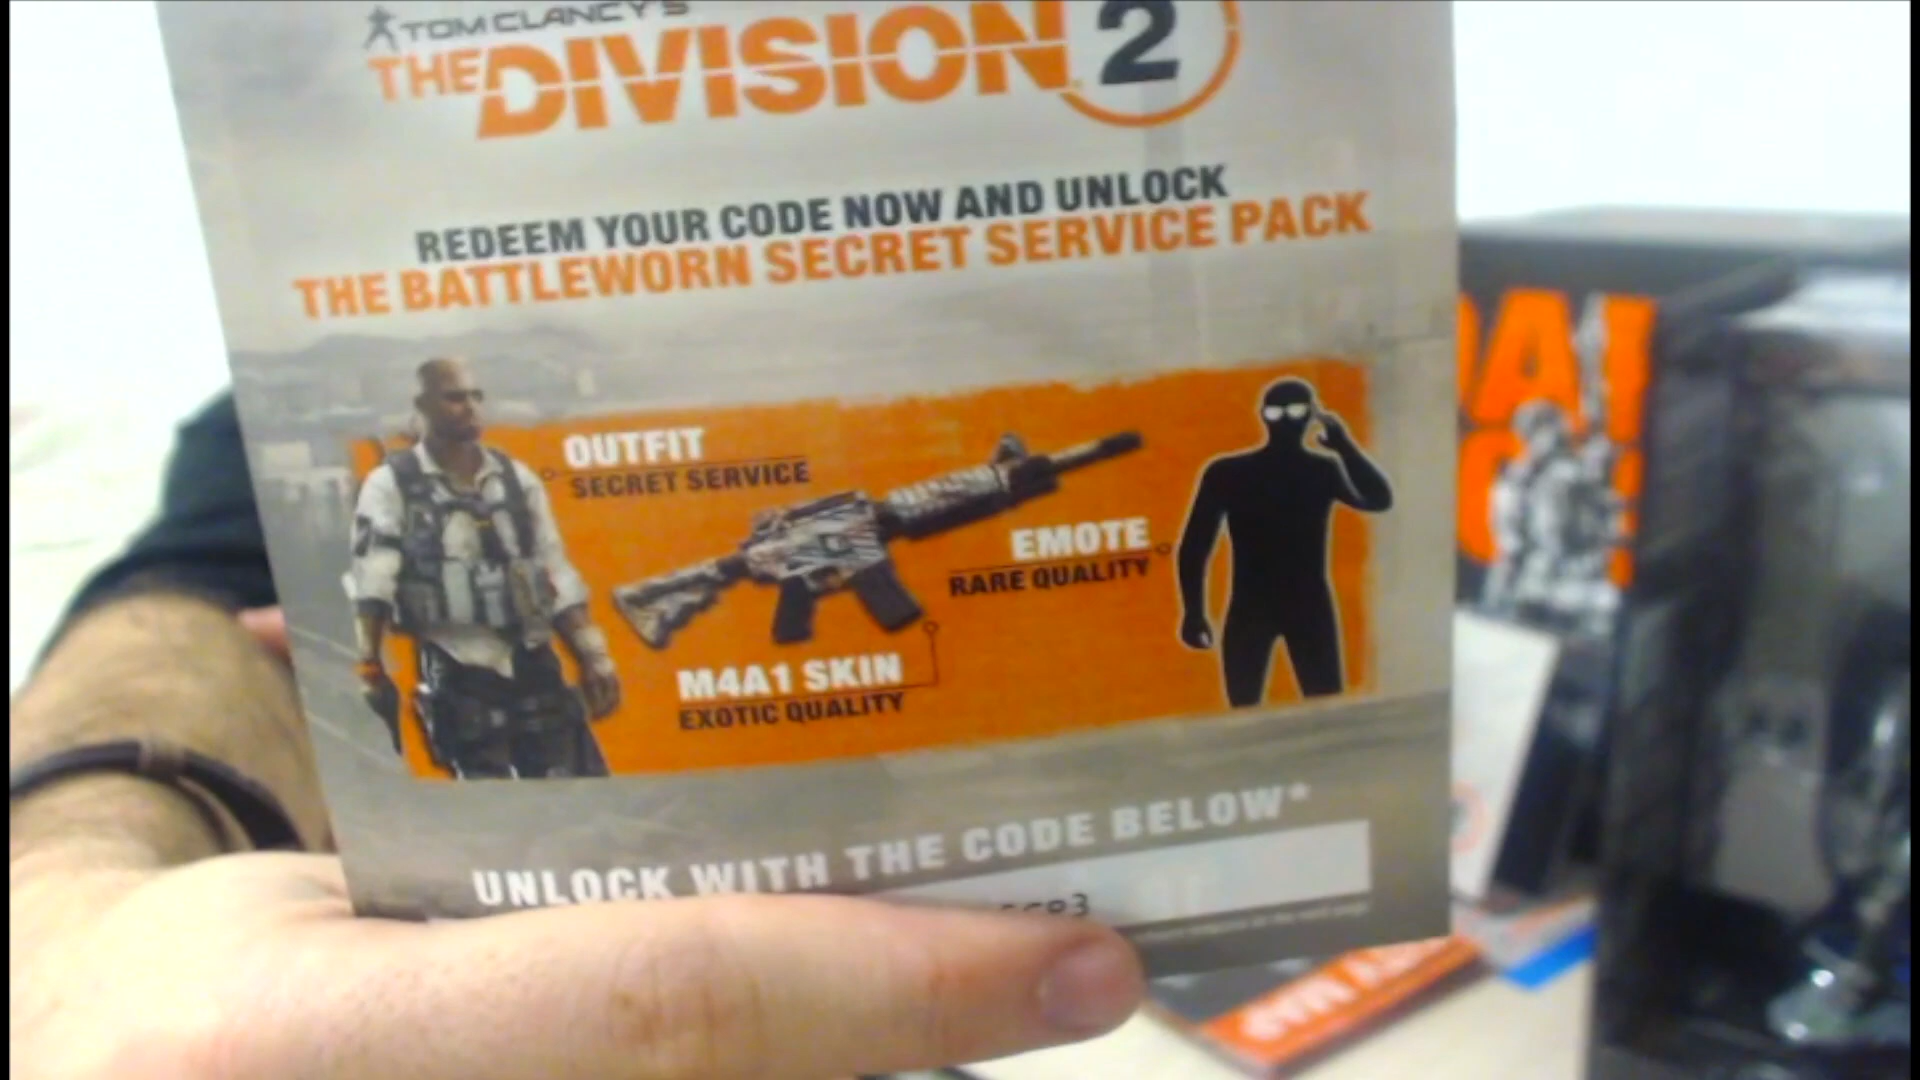 TOM CLANCY'S
THE DIVISION 2
REDEEM YOUR CODE NOW AND UNLOCK
THE BATTLEWORN SECRET SERVICE PACK
OUTFIT
SECRET SERVICE
EMOTE
RARE QUALITY
M4A1 SKIN
EXOTIC QUALITY
UNLOCK WITH THE CODE BELOW*